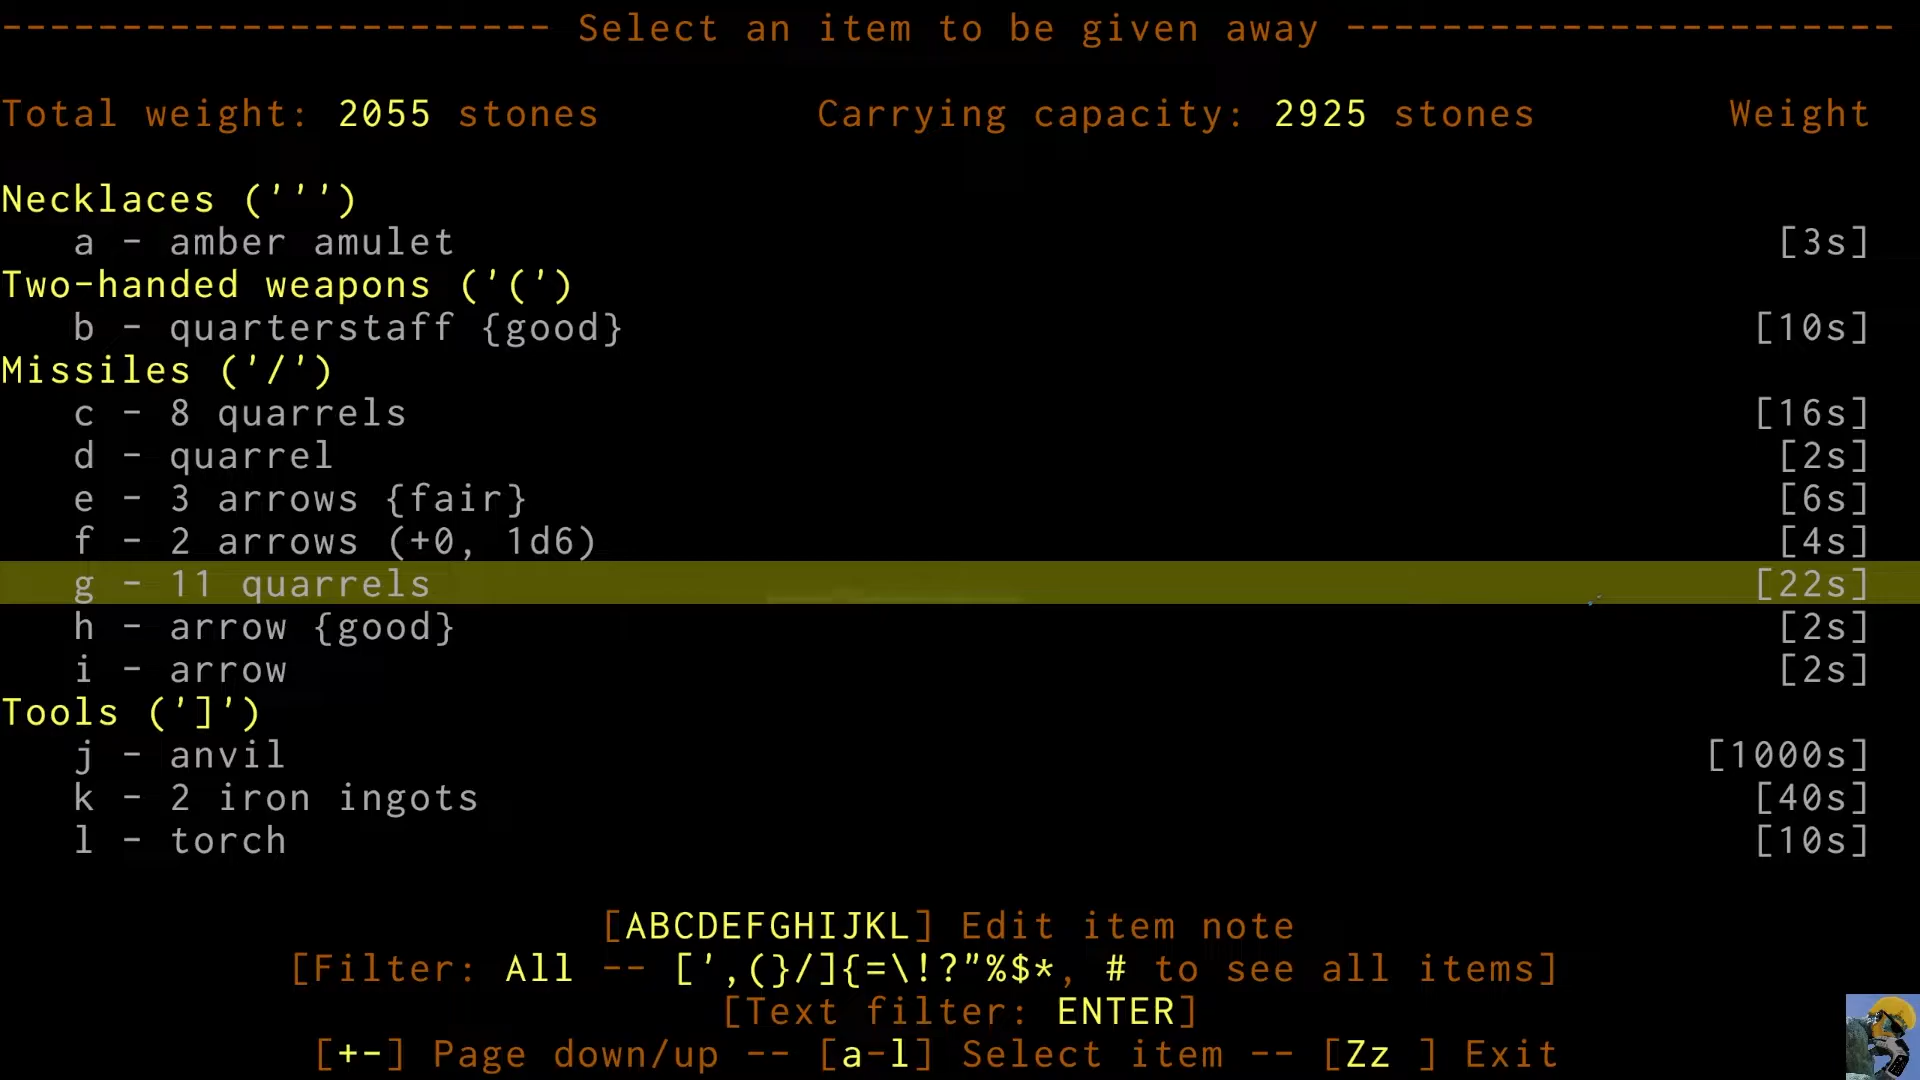 ----------------------- Select an item to be given away -----------------------
Total weight: 2055 stones Carrying capacity: 2925 stones Weight
Necklaces (''')
a - amber amulet [3s]
Two-handed weapons ('(')
b - quarterstaff {good} [10s]
Missiles ('/')
c - 8 quarrels [16s]
d - quarrel [2s]
e - 3 arrows {fair} [6s]
f - 2 arrows (+0, 1d6) [4s]
g - 11 quarrels [22s]
h - arrow {good} [2s]
i - arrow [2s]
Tools (']')
j - anvil [1000s]
k - 2 iron ingots [40s]
l - torch [10s]
[ABCDEFGHIJKL] Edit item note
[Filter: All -- [',(}/]{=\!?"%$*, # to see all items]
[Text filter: ENTER]
[+-] Page down/up -- [a-l] Select item -- [Zz ] Exit